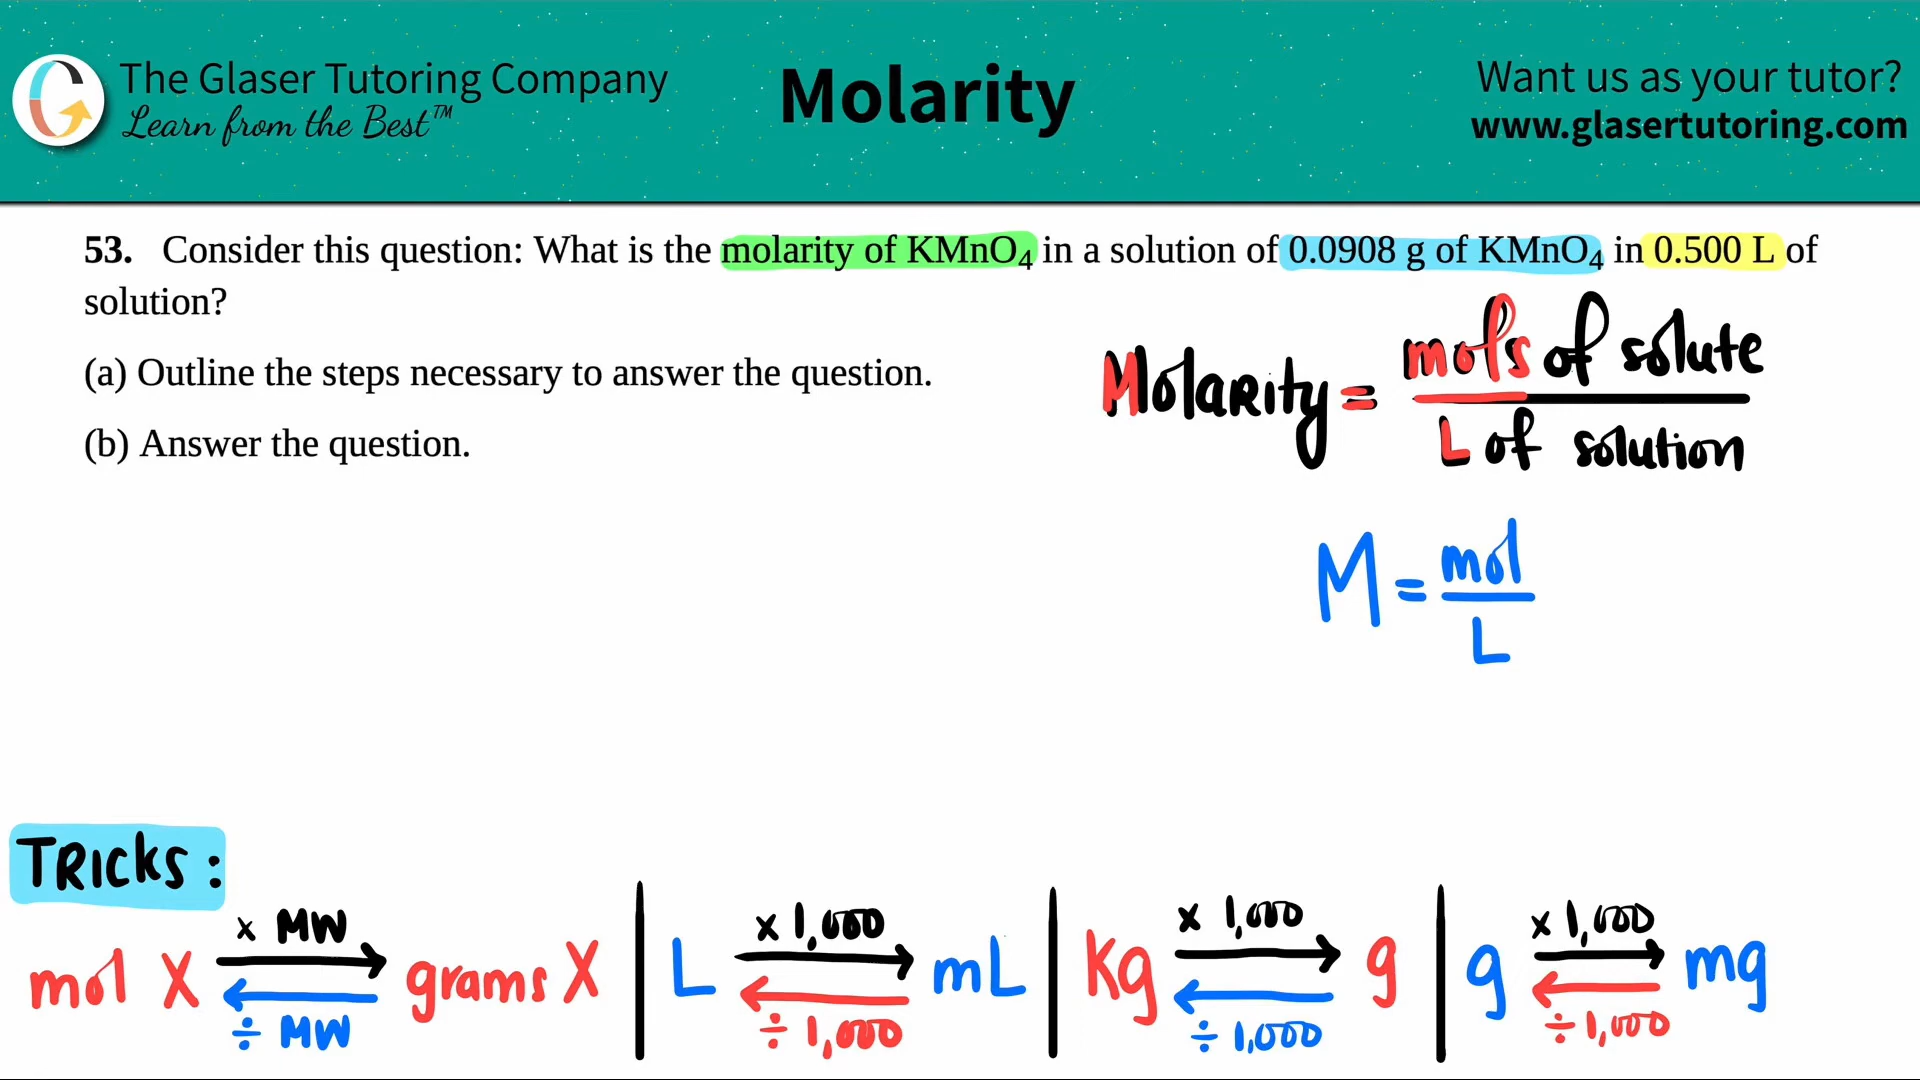 The Glaser Tutoring Company
Learn from the Best™
Molarity
Want us as your tutor?
www.glasertutoring.com
53. Consider this question: What is the molarity of KMnO₄ in a solution of 0.0908 g of KMnO₄ in 0.500 L of
solution?
(a) Outline the steps necessary to answer the question.
(b) Answer the question.
Molarity = mols of solute
L of solution
M = mol
L
TRICKS:
x MW
mol X
grams X
÷ MW
x 1,000
L
mL
÷ 1,000
x 1,000
kg
g
÷ 1,000
x 1,000
g
mg
÷ 1,000